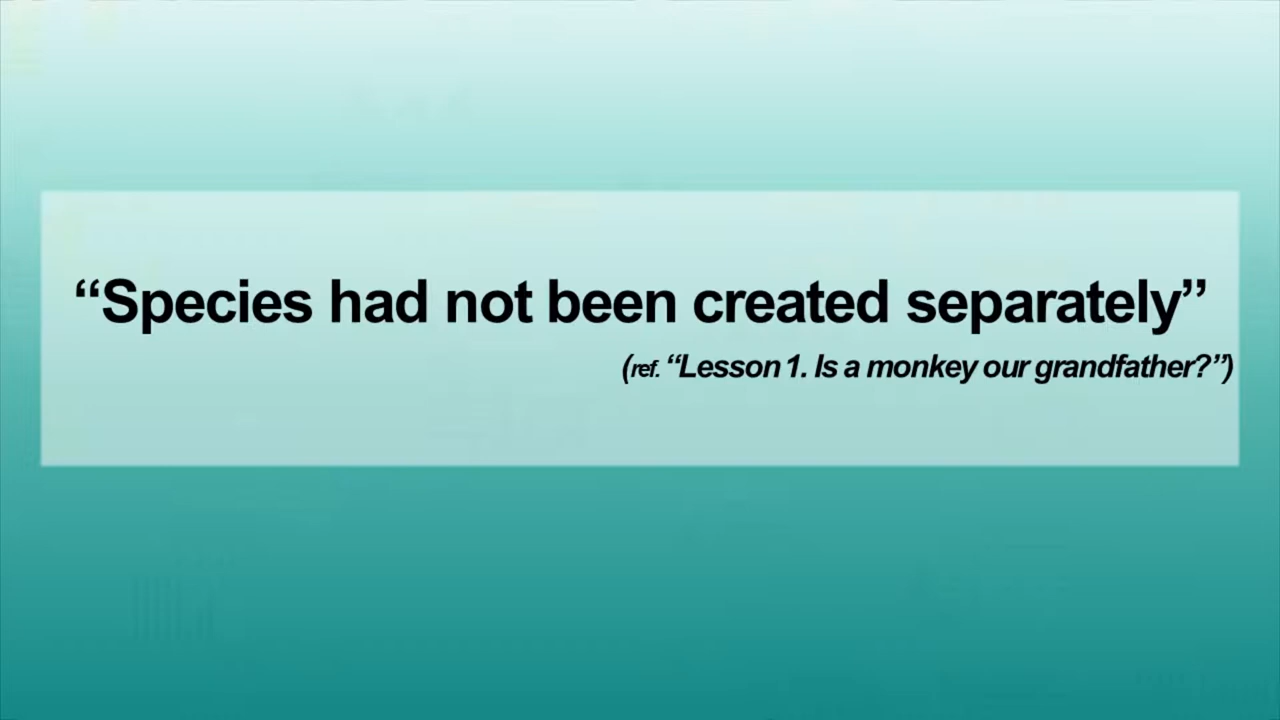 “Species had not been created separately”
(ref. “Lesson 1. Is a monkey our grandfather?”)